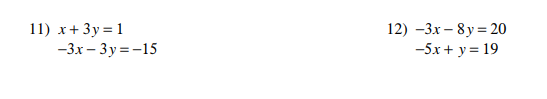 11) x + 3y = 1
−3x − 3y = −15
12) −3x − 8y = 20
−5x + y = 19